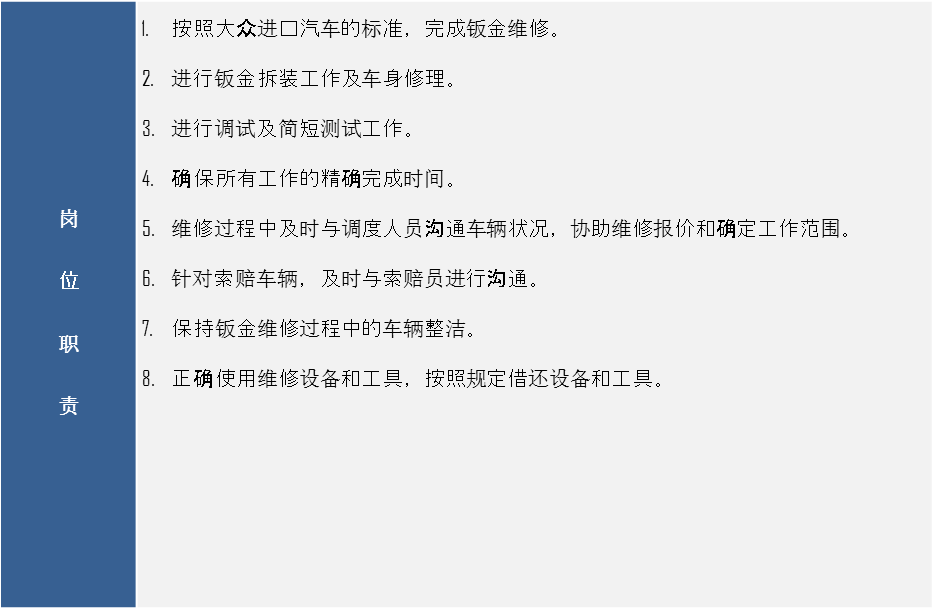 岗
位
职
责
1. 按照大众进口汽车的标准，完成钣金维修。
2. 进行钣金拆装工作及车身修理。
3. 进行调试及简短测试工作。
4. 确保所有工作的精确完成时间。
5. 维修过程中及时与调度人员沟通车辆状况，协助维修报价和确定工作范围。
6. 针对索赔车辆，及时与索赔员进行沟通。
7. 保持钣金维修过程中的车辆整洁。
8. 正确使用维修设备和工具，按照规定借还设备和工具。